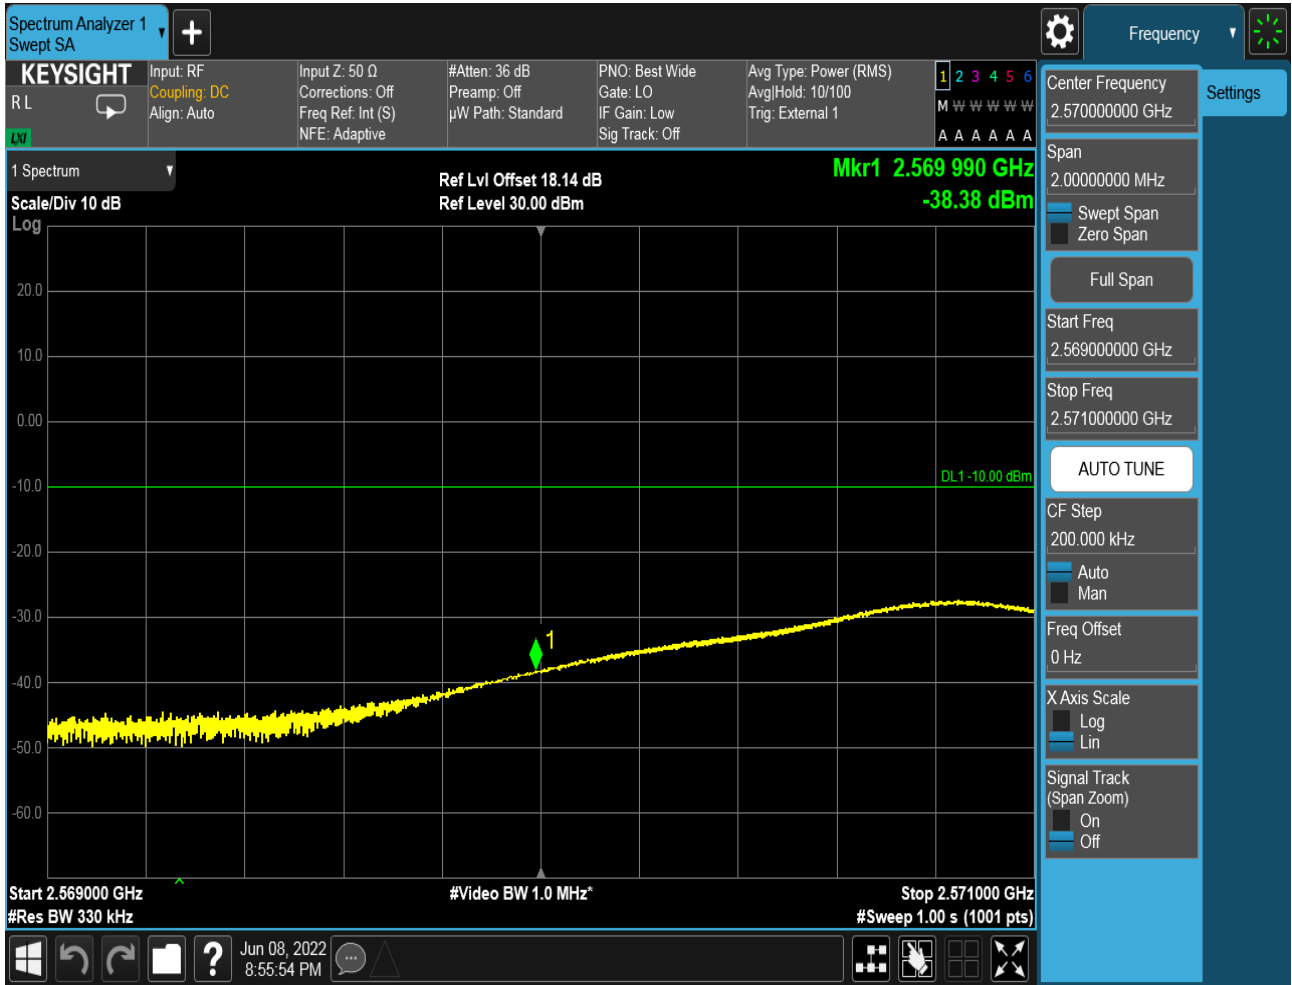 Spectrum Analyzer 1
Swept SA
Frequency
KEYSIGHT
R L
LXI
Input: RF
Coupling: DC
Align: Auto
Input Z: 50 Ω
Corrections: Off
Freq Ref: Int (S)
NFE: Adaptive
#Atten: 36 dB
Preamp: Off
µW Path: Standard
PNO: Best Wide
Gate: LO
IF Gain: Low
Sig Track: Off
Avg Type: Power (RMS)
Avg|Hold: 10/100
Trig: External 1
1 2 3 4 5 6
M W W W W W
A A A A A A
1 Spectrum
Scale/Div 10 dB
Log
Ref Lvl Offset 18.14 dB
Ref Level 30.00 dBm
Mkr1 2.569 990 GHz
-38.38 dBm
20.0
10.0
0.00
-10.0
-20.0
-30.0
-40.0
-50.0
-60.0
DL1 -10.00 dBm
1
Start 2.569000 GHz
#Res BW 330 kHz
#Video BW 1.0 MHz*
Stop 2.571000 GHz
#Sweep 1.00 s (1001 pts)
Jun 08, 2022
8:55:54 PM
Center Frequency
2.570000000 GHz
Span
2.00000000 MHz
Swept Span
Zero Span
Full Span
Start Freq
2.569000000 GHz
Stop Freq
2.571000000 GHz
AUTO TUNE
CF Step
200.000 kHz
Auto
Man
Freq Offset
0 Hz
X Axis Scale
Log
Lin
Signal Track
(Span Zoom)
On
Off
Settings